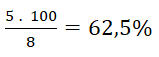 5 . 100 / 8 = 62,5%